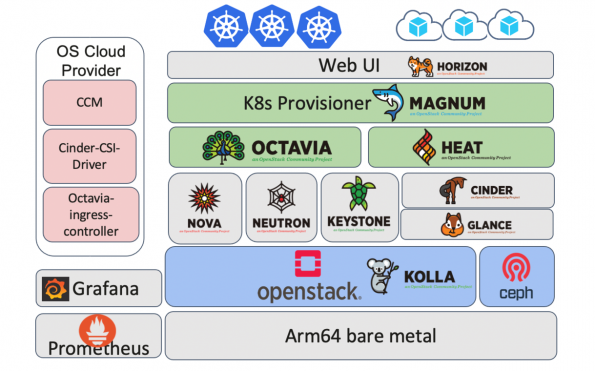 OS Cloud
Provider
CCM
Cinder-CSI-
Driver
Octavia-
ingress-
controller
Grafana
Prometheus
Web UI
HORIZON
an OpenStack Community Project
K8s Provisioner
MAGNUM
an OpenStack Community Project
OCTAVIA
an OpenStack Community Project
HEAT
an OpenStack Community Project
NOVA
an OpenStack Community Project
NEUTRON
an OpenStack Community Project
KEYSTONE
an OpenStack Community Project
CINDER
an OpenStack Community Project
GLANCE
an OpenStack Community Project
openstack.
KOLLA
an OpenStack Community Project
ceph
Arm64 bare metal